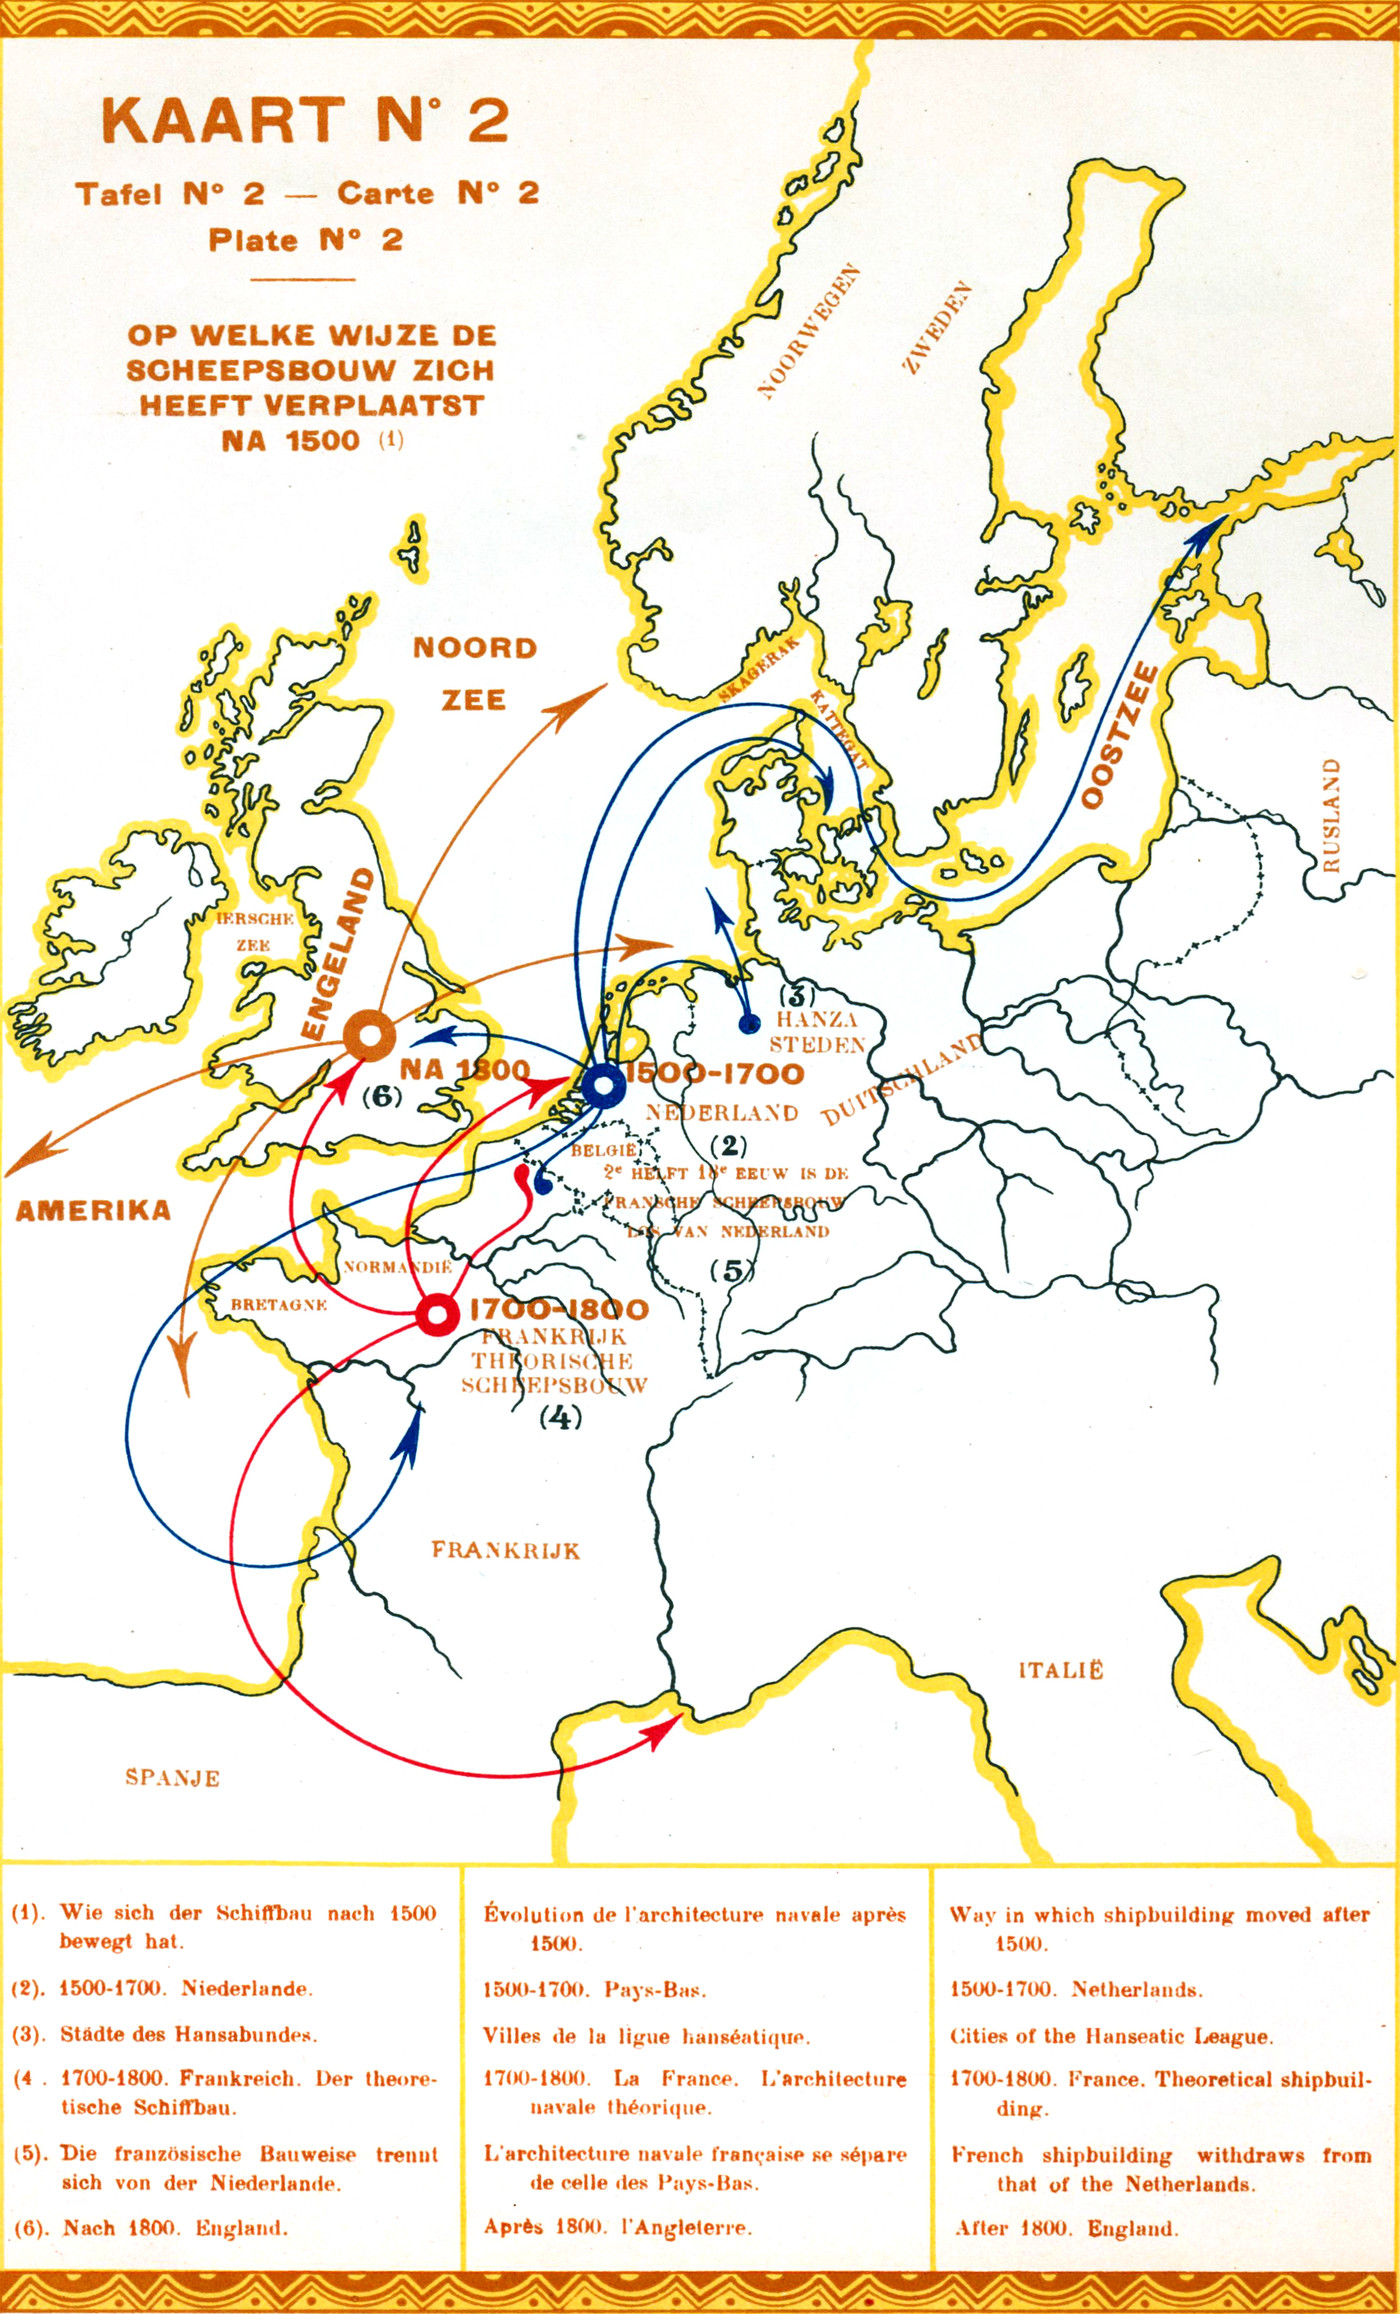 KAART N° 2
Tafel N° 2 — Carte N° 2
Plate N° 2
OP WELKE WIJZE DE
SCHEEPSBOUW ZICH
HEEFT VERPLAATST
NA 1500 (1)
NOORWEGEN
ZWEDEN
NOORD
ZEE
SKAGERAK
KATTEGAT
OOSTZEE
RUSLAND
IERSCHE
ZEE
ENGELAND
NA 1800
(6)
(3)
HANZA
STEDEN
1500-1700
NEDERLAND
(2)
DUITSCHLAND
BELGIË
2e HELFT 18e EEUW IS DE
FRANSCHE SCHEEPSBOUW
LOS VAN NEDERLAND
(5)
AMERIKA
NORMANDIË
BRETAGNE
1700-1800
FRANKRIJK
THEORISCHE
SCHEEPSBOUW
(4)
FRANKRIJK
ITALIË
SPANJE
(1). Wie sich der Schiffbau nach 1500
bewegt hat.
(2). 1500-1700. Niederlande.
(3). Städte des Hansabundes.
(4 . 1700-1800. Frankreich. Der theore-
tische Schiffbau.
(5). Die französische Bauweise trennt
sich von der Niederlande.
(6). Nach 1800. England.
Évolution de l'architecture navale après
1500.
1500-1700. Pays-Bas.
Villes de la ligue hanséatique.
1700-1800. La France. L'architecture
navale théorique.
L'architecture navale française se sépare
de celle des Pays-Bas.
Après 1800. l'Angleterre.
Way in which shipbuilding moved after
1500.
1500-1700. Netherlands.
Cities of the Hanseatic League.
1700-1800. France. Theoretical shipbuil-
ding.
French shipbuilding withdraws from
that of the Netherlands.
After 1800. England.